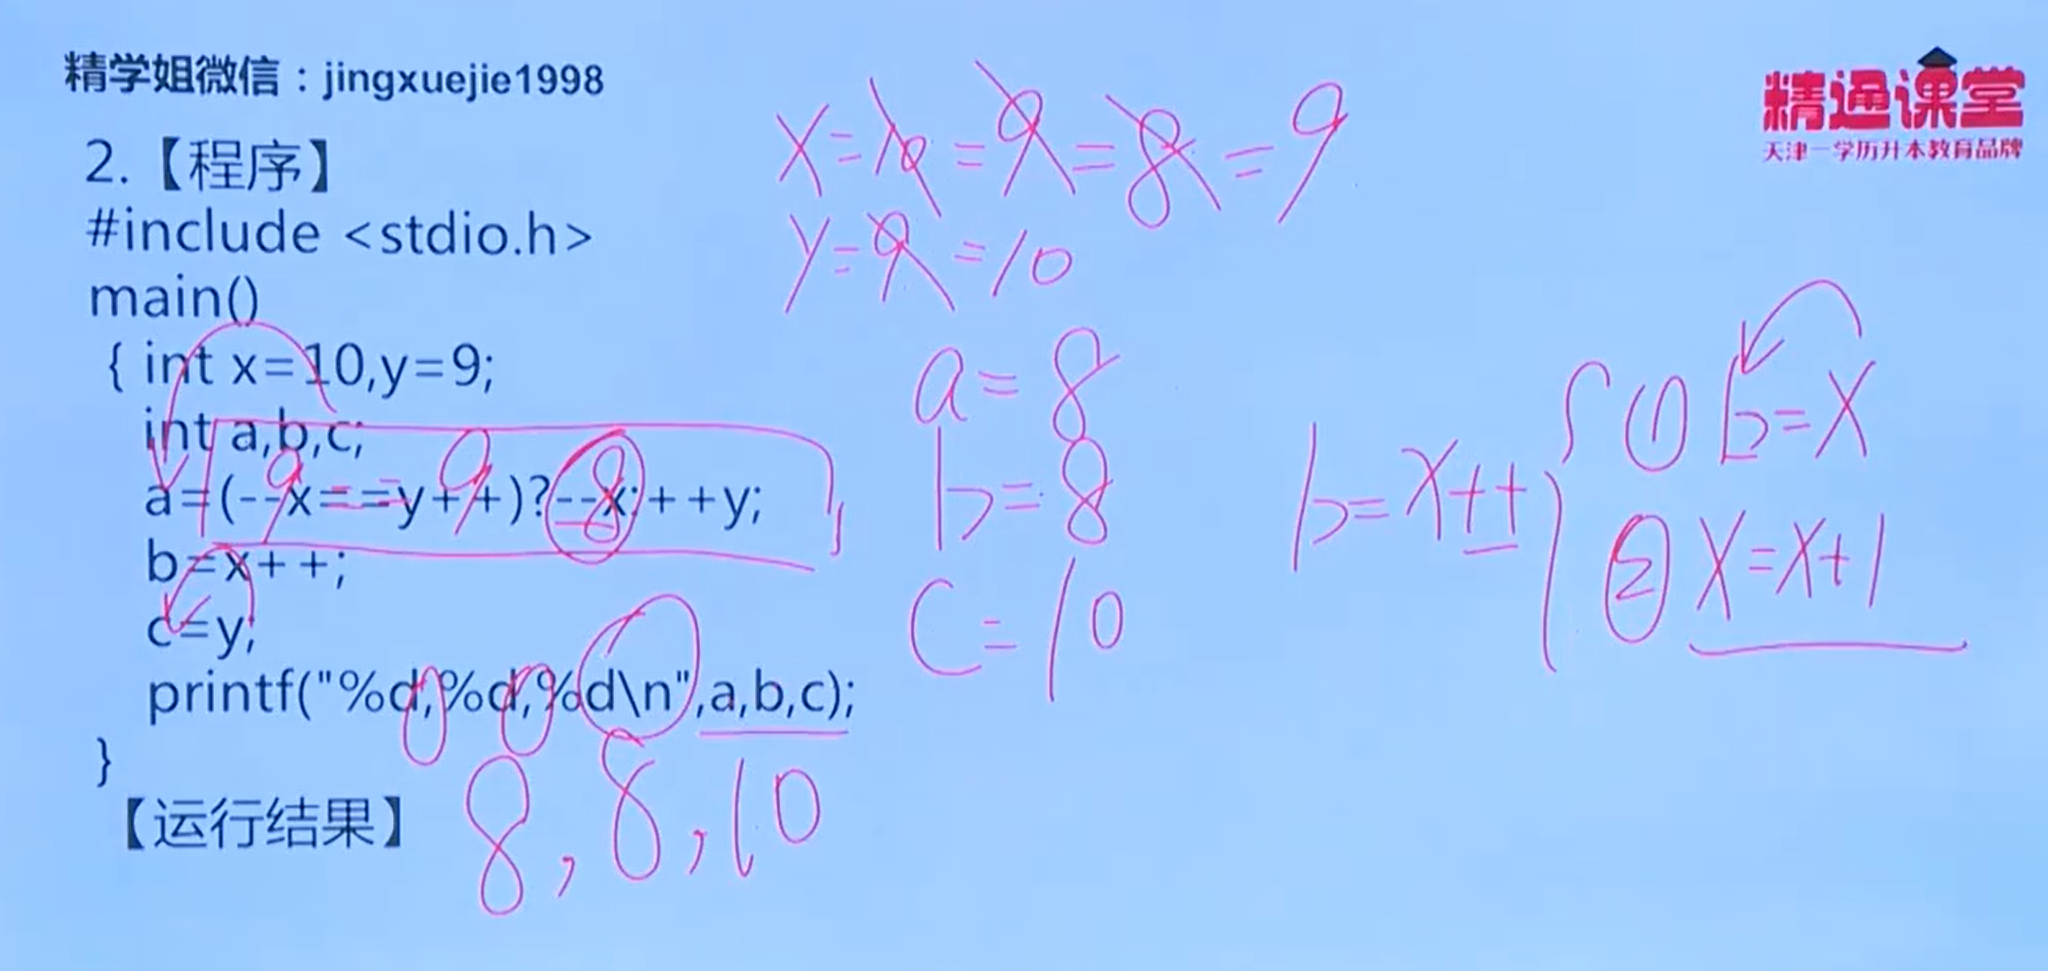 精学姐微信：jingxuejie1998
精通课堂
天津一学历升本教育品牌
2.【程序】
#include <stdio.h>
main()
{ int x=10,y=9;
int a,b,c;
a=(--x==y++)?--x:++y;
b=x++;
c=y;
printf("%d,%d,%d\n",a,b,c);
}
【运行结果】
8,8,10
x=10=9=8=9
y=9=10
a=8
b=8
c=10
9==9
8
b=x++
① b=x
② x=x+1